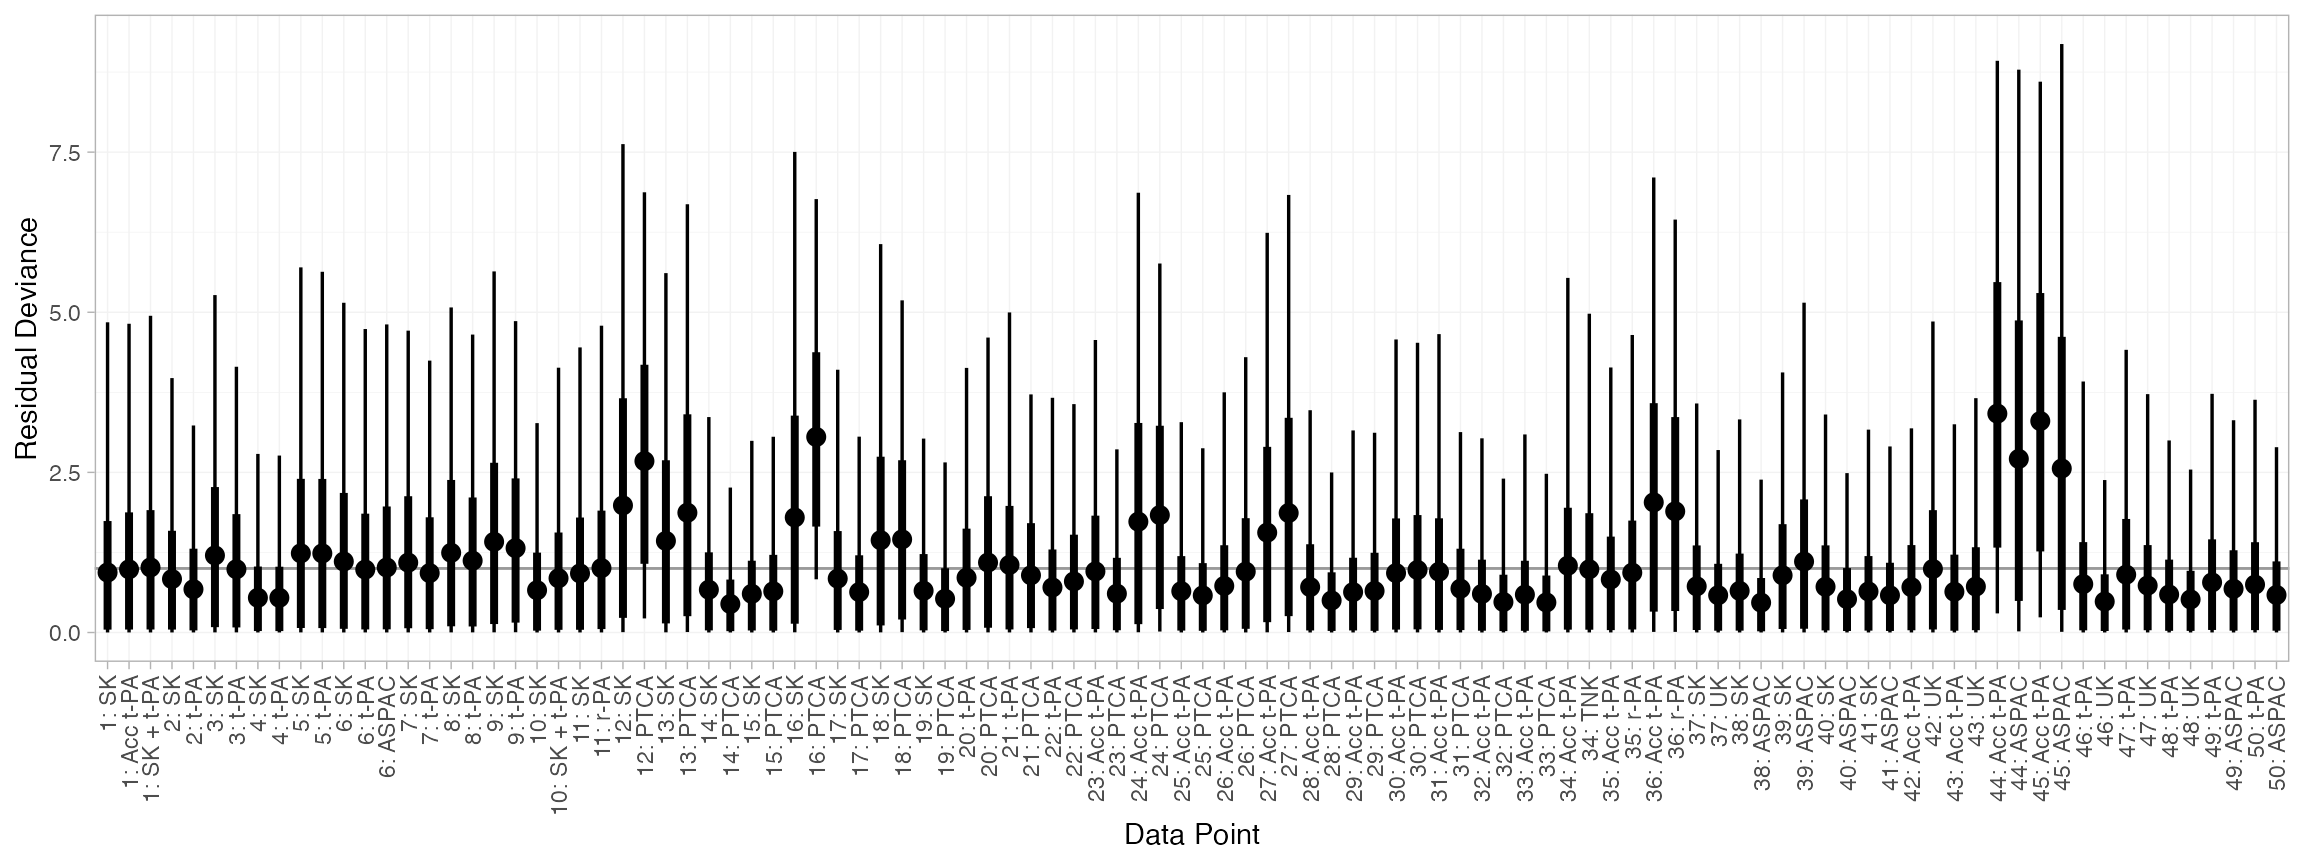 Residual Deviance
7.5
5.0
2.5
0.0
1: SK
1: Acc t-PA
1: SK + t-PA
2: SK
2: t-PA
3: SK
3: t-PA
4: SK
4: t-PA
5: SK
5: t-PA
6: SK
6: t-PA
6: ASPAC
7: SK
7: t-PA
8: SK
8: t-PA
9: SK
9: t-PA
10: SK
10: SK + t-PA
11: SK
11: r-PA
12: SK
12: PTCA
13: SK
13: PTCA
14: SK
14: PTCA
15: SK
15: PTCA
16: SK
16: PTCA
17: SK
17: PTCA
18: SK
18: PTCA
19: SK
19: PTCA
20: t-PA
20: PTCA
21: t-PA
21: PTCA
22: t-PA
22: PTCA
23: Acc t-PA
23: PTCA
24: Acc t-PA
24: PTCA
25: Acc t-PA
25: PTCA
26: Acc t-PA
26: PTCA
27: Acc t-PA
27: PTCA
28: Acc t-PA
28: PTCA
29: Acc t-PA
29: PTCA
30: Acc t-PA
30: PTCA
31: Acc t-PA
31: PTCA
32: Acc t-PA
32: PTCA
33: Acc t-PA
33: PTCA
34: Acc t-PA
34: TNK
35: Acc t-PA
35: r-PA
36: Acc t-PA
36: r-PA
37: SK
37: UK
38: SK
38: ASPAC
39: SK
39: ASPAC
40: SK
40: ASPAC
41: SK
41: ASPAC
42: Acc t-PA
42: UK
43: Acc t-PA
43: UK
44: Acc t-PA
44: ASPAC
45: Acc t-PA
45: ASPAC
46: t-PA
46: UK
47: t-PA
47: UK
48: t-PA
48: UK
49: t-PA
49: ASPAC
50: t-PA
50: ASPAC
Data Point